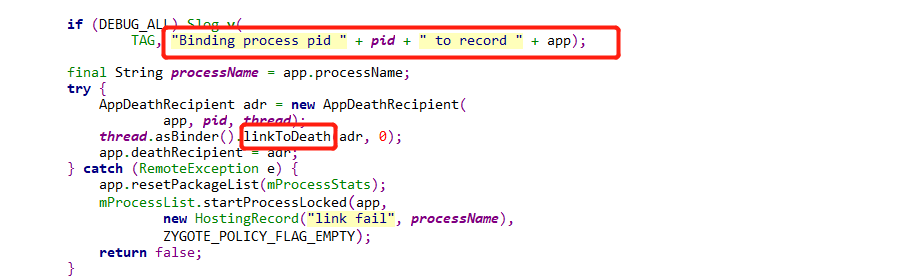 if (DEBUG_ALL) Slog.v(
TAG, "Binding process pid " + pid + " to record " + app);
final String processName = app.processName;
try {
AppDeathRecipient adr = new AppDeathRecipient(
app, pid, thread);
thread.asBinder().linkToDeath(adr, 0);
app.deathRecipient = adr;
} catch (RemoteException e) {
app.resetPackageList(mProcessStats);
mProcessList.startProcessLocked(app,
new HostingRecord("link fail", processName),
ZYGOTE_POLICY_FLAG_EMPTY);
return false;
}